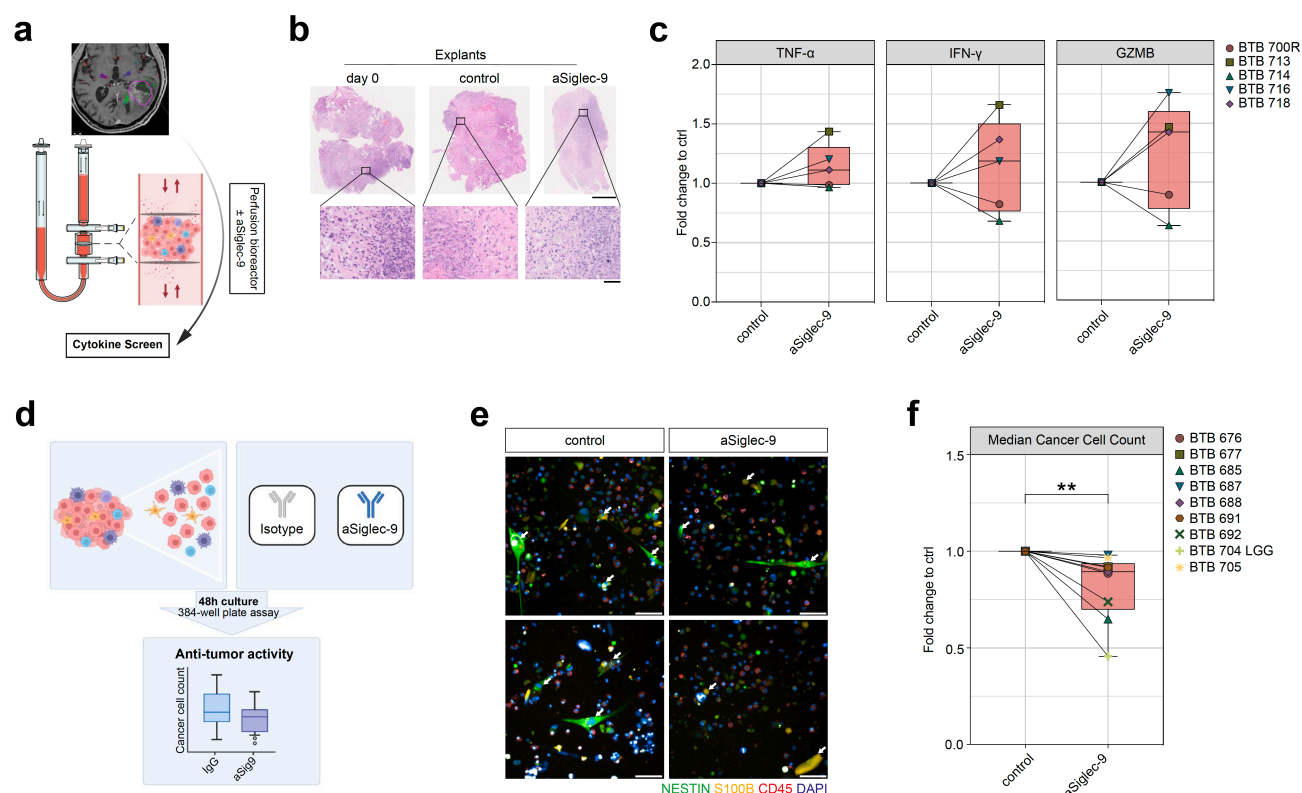 a
Perfusion bioreactor
± aSiglec-9
Cytokine Screen
b
Explants
day 0
control
aSiglec-9
c
TNF-α
IFN-γ
GZMB
Fold change to ctrl
2.0
1.5
1.0
0.5
0.0
control
aSiglec-9
control
aSiglec-9
control
aSiglec-9
BTB 700R
BTB 713
BTB 714
BTB 716
BTB 718
d
Isotype
aSiglec-9
48h culture
384-well plate assay
Anti-tumor activity
Cancer cell count
IgG
aSig9
e
control
aSiglec-9
NESTIN S100B CD45 DAPI
f
Median Cancer Cell Count
Fold change to ctrl
1.5
1.0
0.5
0.0
**
control
aSiglec-9
BTB 676
BTB 677
BTB 685
BTB 687
BTB 688
BTB 691
BTB 692
BTB 704 LGG
BTB 705